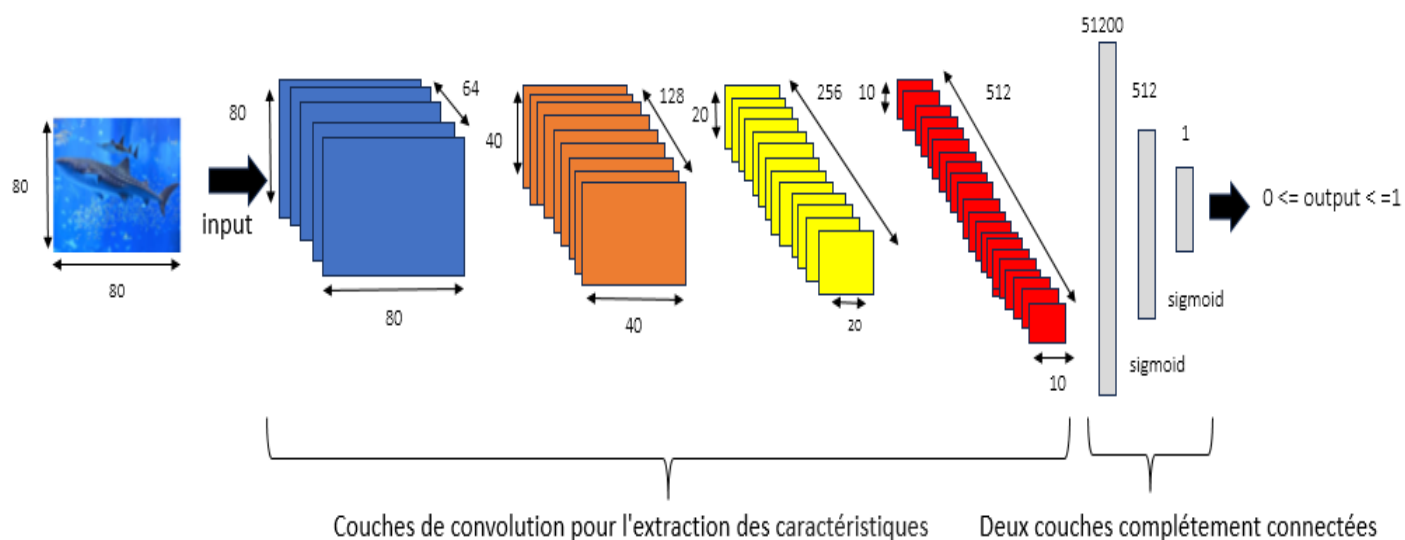 80
80
input
80
64
80
40
128
40
20
256
20
10
512
10
51200
512
1
sigmoid
sigmoid
0 <= output < =1
Couches de convolution pour l'extraction des caractéristiques
Deux couches complétement connectées